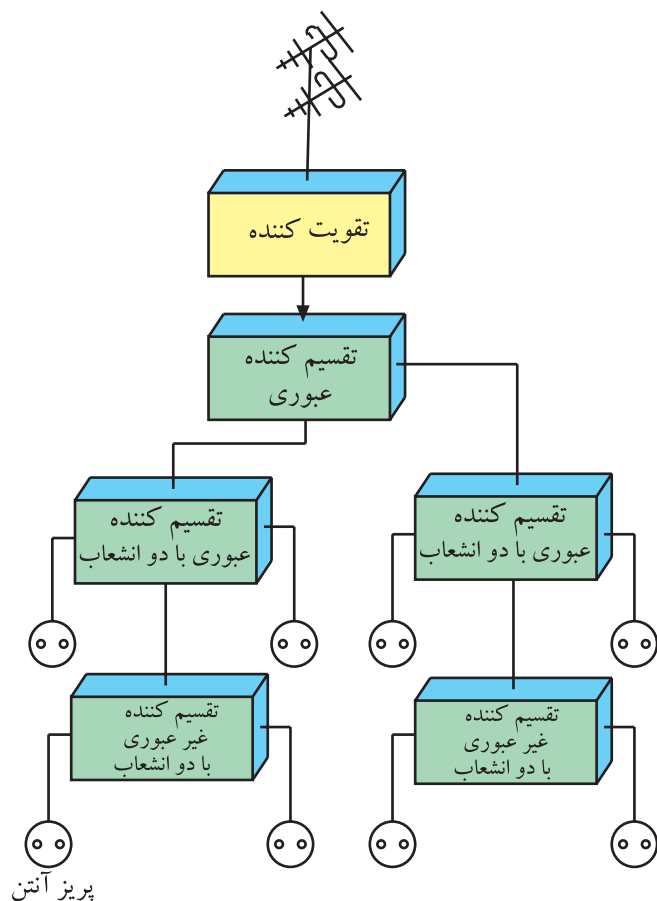 تقویت کننده
تقسیم کننده
عبوری
تقسیم کننده
عبوری با دو انشعاب
تقسیم کننده
عبوری با دو انشعاب
تقسیم کننده
غیر عبوری
با دو انشعاب
تقسیم کننده
غیر عبوری
با دو انشعاب
پریز آنتن